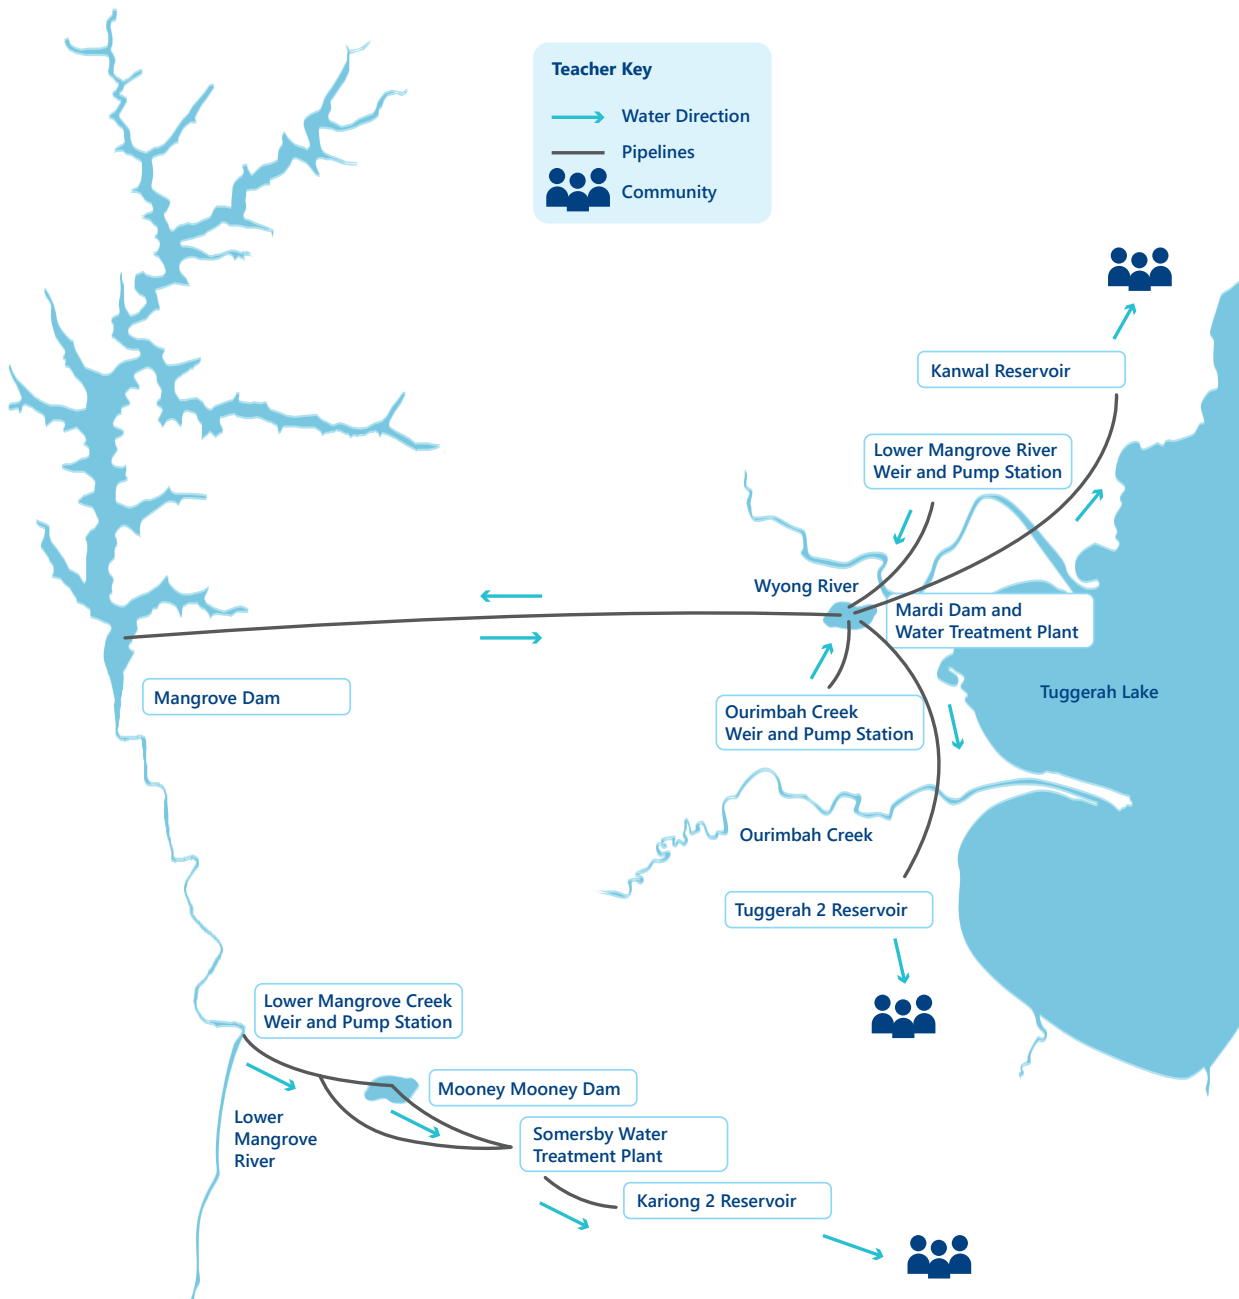 Teacher Key
Water Direction
Pipelines
Community
Kanwal Reservoir
Lower Mangrove River
Weir and Pump Station
Wyong River
Mardi Dam and
Water Treatment Plant
Mangrove Dam
Tuggerah Lake
Ourimbah Creek
Weir and Pump Station
Ourimbah Creek
Tuggerah 2 Reservoir
Lower Mangrove Creek
Weir and Pump Station
Mooney Mooney Dam
Lower
Mangrove
River
Somersby Water
Treatment Plant
Kariong 2 Reservoir